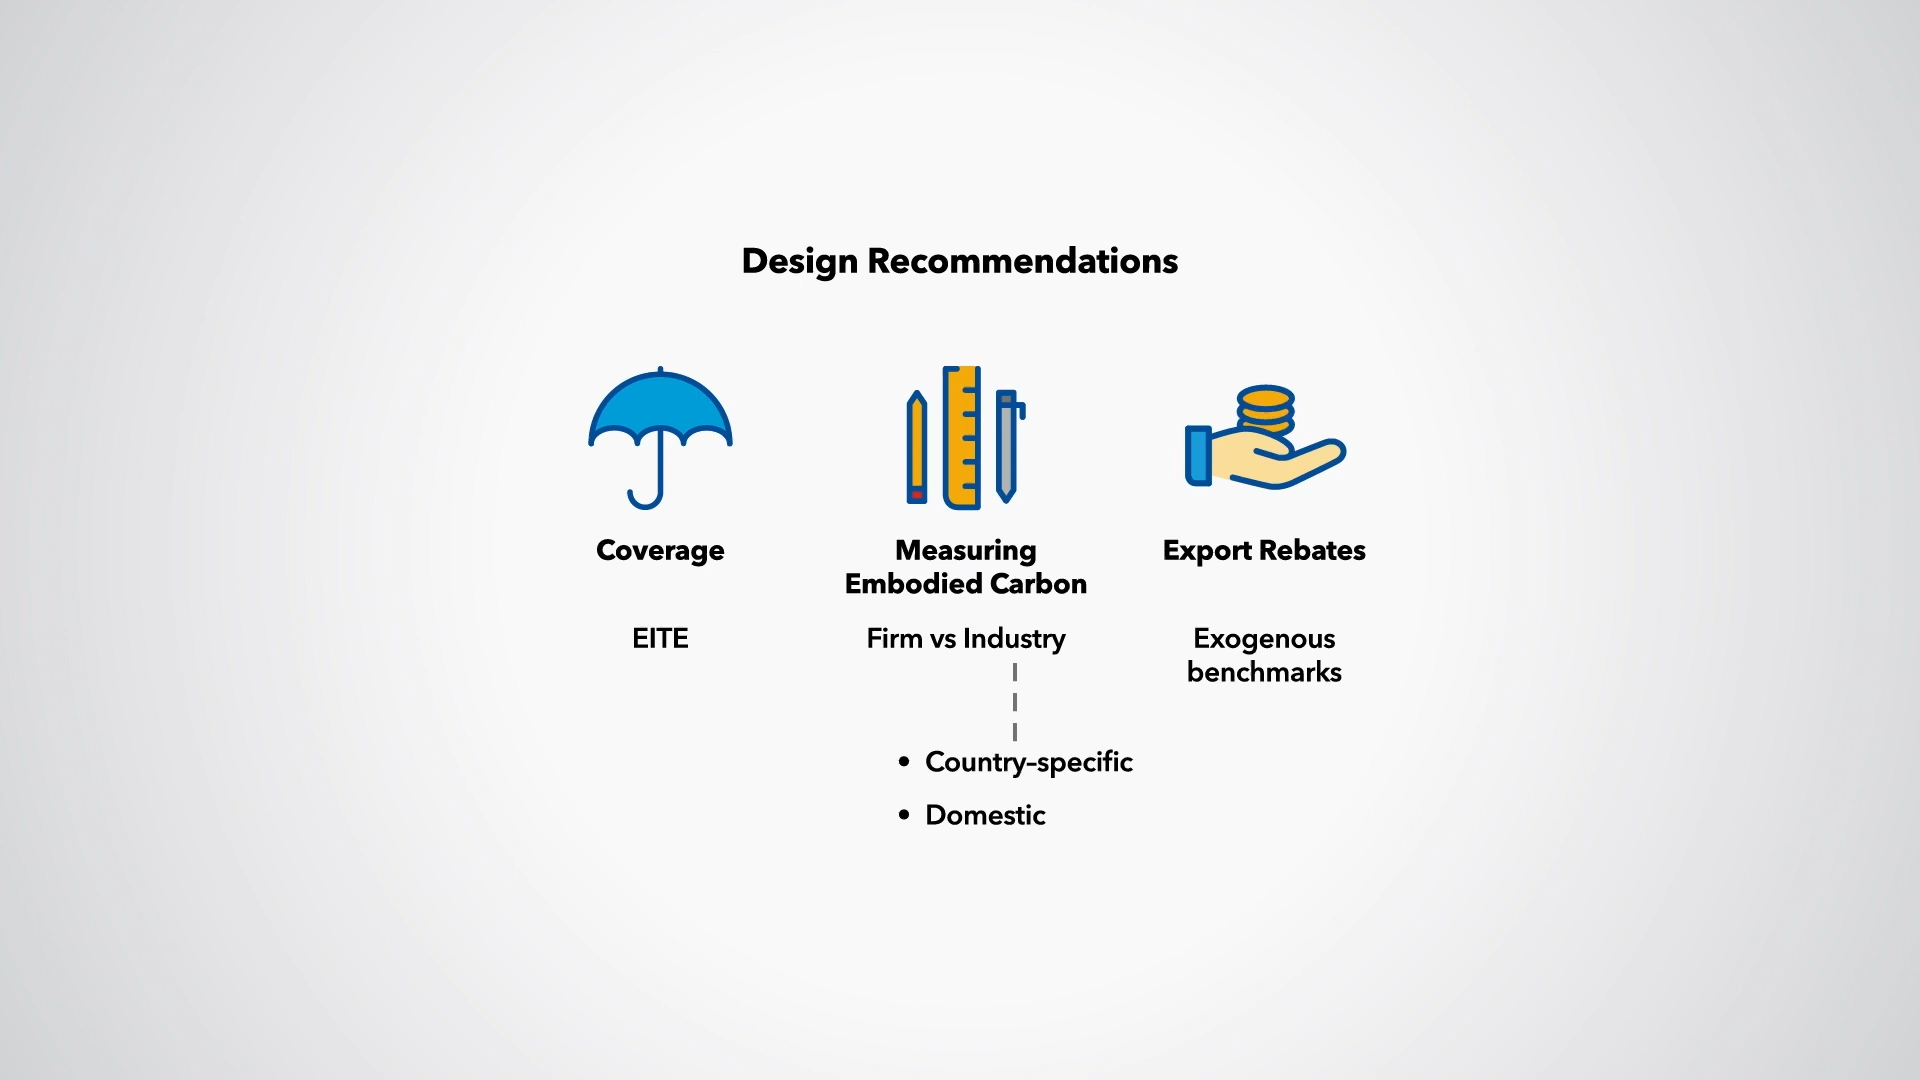 Design Recommendations
Coverage
EITE
Measuring
Embodied Carbon
Firm vs Industry
• Country–specific
• Domestic
Export Rebates
Exogenous
benchmarks